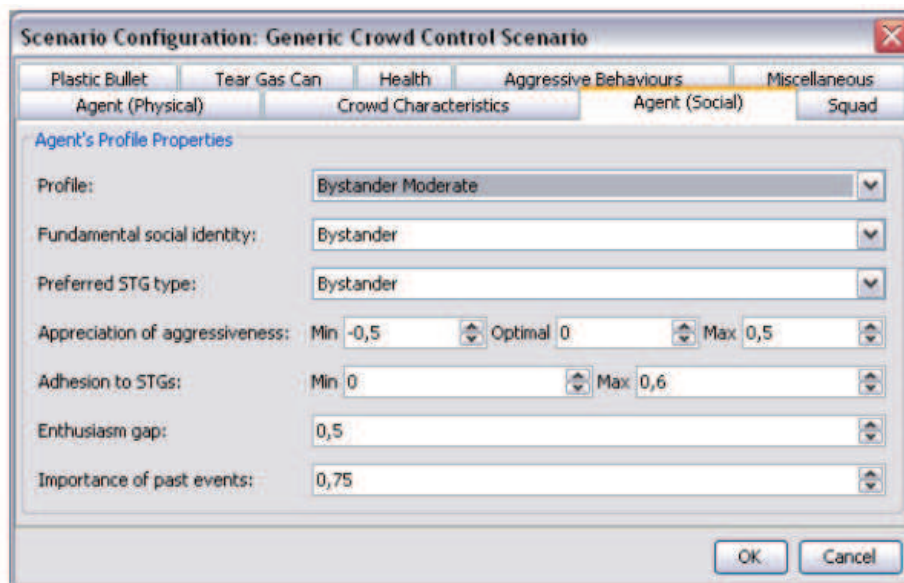 Scenario Configuration: Generic Crowd Control Scenario
Plastic Bullet Tear Gas Can Health Aggressive Behaviours Miscellaneous
Agent (Physical) Crowd Characteristics Agent (Social) Squad
Agent's Profile Properties
Profile: Bystander Moderate
Fundamental social identity: Bystander
Preferred STG type: Bystander
Appreciation of aggressiveness: Min -0,5 Optimal 0 Max 0,5
Adhesion to STGs: Min 0 Max 0,6
Enthusiasm gap: 0,5
Importance of past events: 0,75
OK Cancel